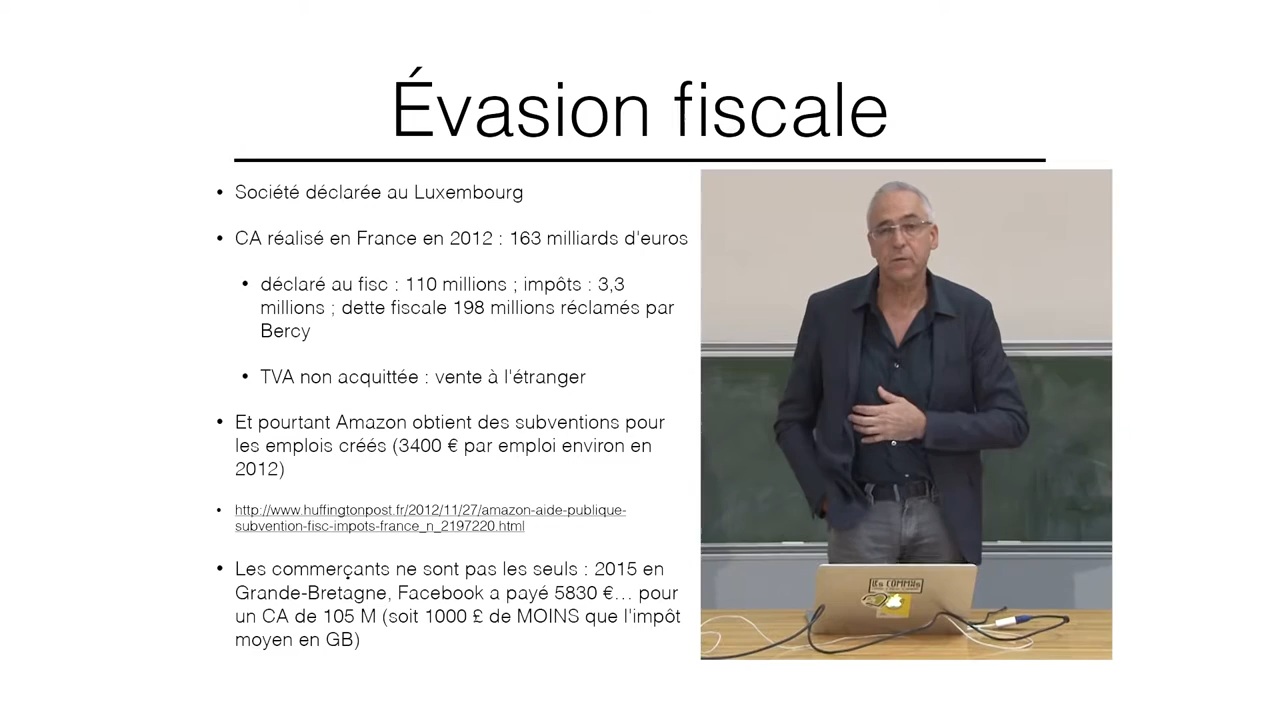 Évasion fiscale
• Société déclarée au Luxembourg
• CA réalisé en France en 2012 : 163 milliards d'euros
• déclaré au fisc : 110 millions ; impôts : 3,3
millions ; dette fiscale 198 millions réclamés par
Bercy
• TVA non acquittée : vente à l'étranger
• Et pourtant Amazon obtient des subventions pour
les emplois créés (3400 € par emploi environ en
2012)
• http://www.huffingtonpost.fr/2012/11/27/amazon-aide-publique-
subvention-fisc-impots-france_n_2197220.html
• Les commerçants ne sont pas les seuls : 2015 en
Grande-Bretagne, Facebook a payé 5830 €... pour
un CA de 105 M (soit 1000 £ de MOINS que l'impôt
moyen en GB)